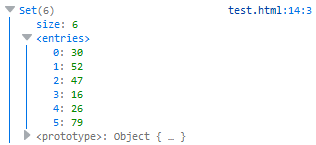 Set(6) test.html:14:3
size: 6
<entries>
0: 30
1: 52
2: 47
3: 16
4: 26
5: 79
<prototype>: Object { … }